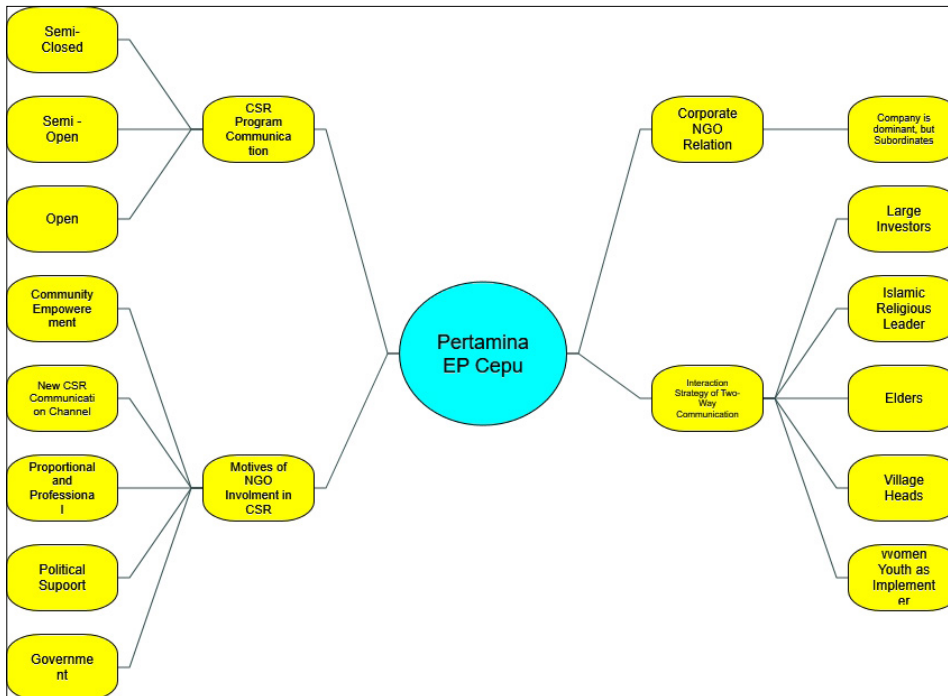 Semi-
Closed
Semi -
Open
Open
Community
Empowere
ment
New CSR
Communicati
on Channel
Proportional
and
Professiona
l
Political
Supoort
Governme
nt
CSR
Program
Communica
tion
Motives of
NGO
Involment in
CSR
Pertamina
EP Cepu
Corporate
NGO
Relation
Interaction
Strategy of Two-
Way
Communication
Company is
dominant, but
Subordinates
Large
Investors
Islamic
Religious
Leader
Elders
Village
Heads
Women
Youth as
Implement
er